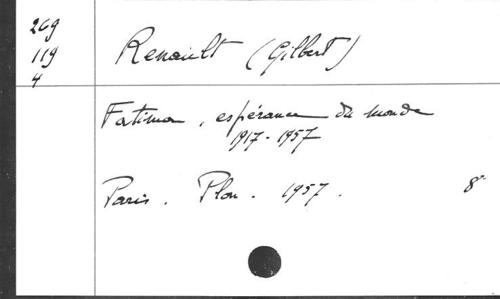 269
119
4
Renault (Gilbert)
Fatima, espérance du monde
1917-1957
Paris. Plon. 1957. 8°